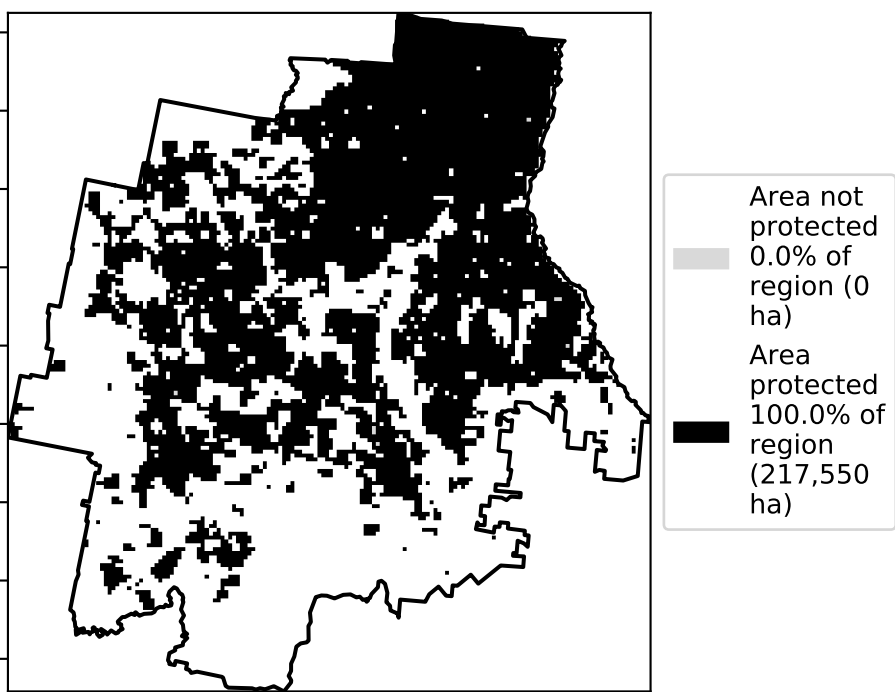 Area not
protected
0.0% of
region (0
ha)
Area
protected
100.0% of
region
(217,550
ha)